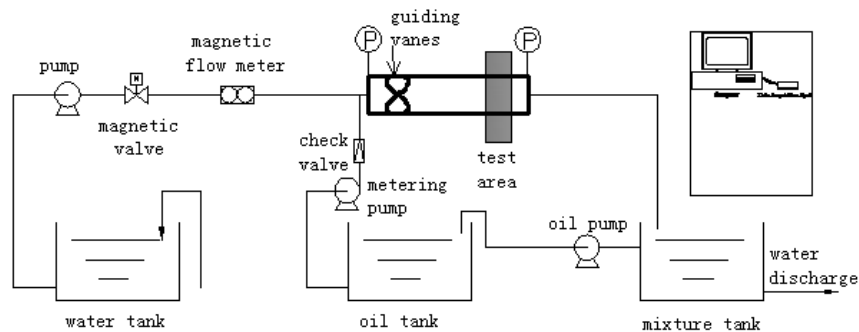 guiding
vanes
P
P
magnetic
flow meter
pump
M
magnetic
valve
check
valve
metering
pump
test
area
oil pump
water
discharge
water tank
oil tank
mixture tank